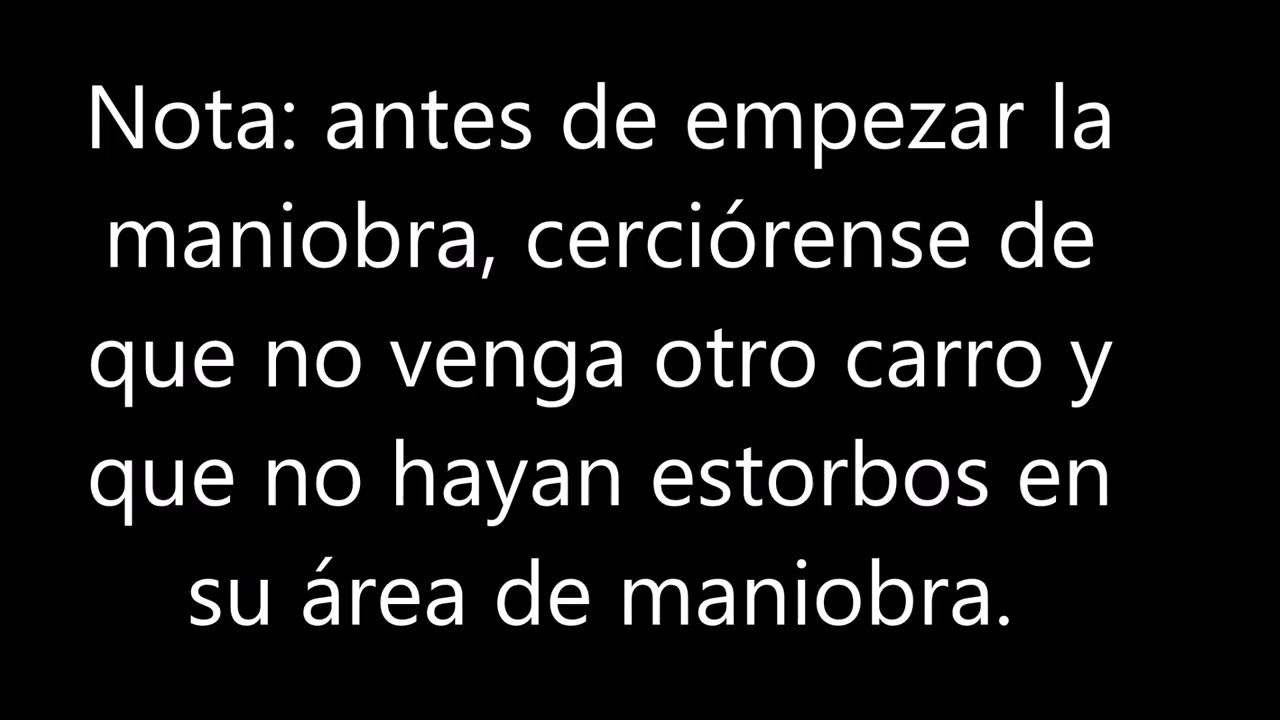 Nota: antes de empezar la
maniobra, cerciórense de
que no venga otro carro y
que no hayan estorbos en
su área de maniobra.